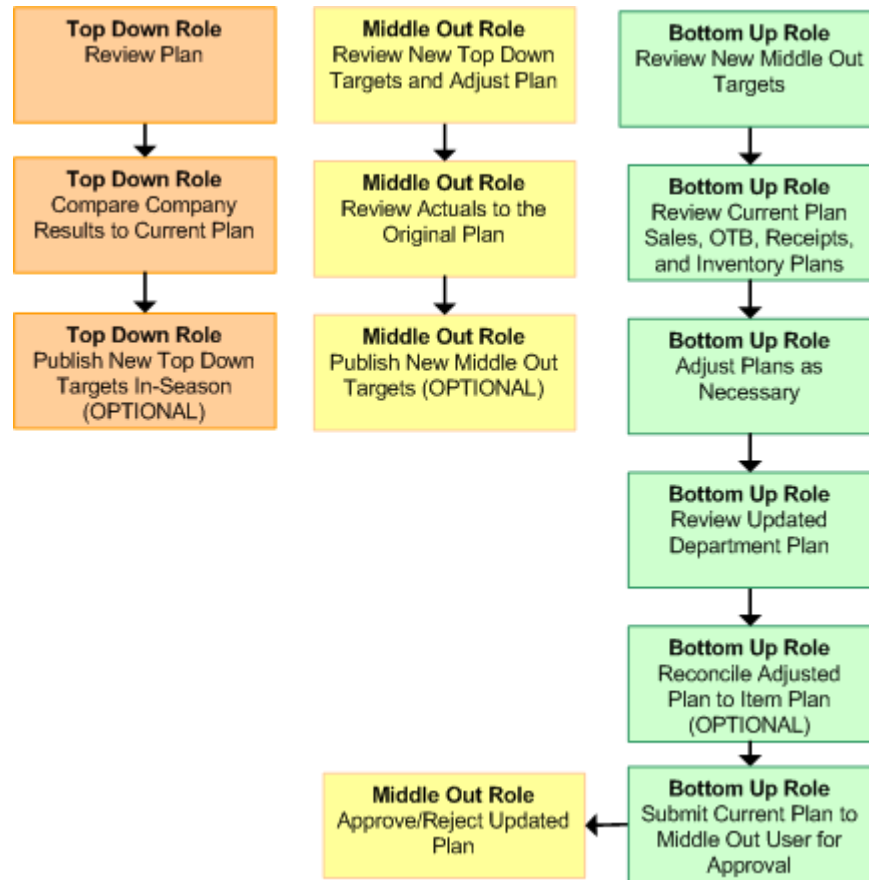 Top Down Role
Review Plan
Top Down Role
Compare Company
Results to Current Plan
Top Down Role
Publish New Top Down
Targets In-Season
(OPTIONAL)
Middle Out Role
Review New Top Down
Targets and Adjust Plan
Middle Out Role
Review Actuals to the
Original Plan
Middle Out Role
Publish New Middle Out
Targets (OPTIONAL)
Bottom Up Role
Review New Middle Out
Targets
Bottom Up Role
Review Current Plan
Sales, OTB, Receipts,
and Inventory Plans
Bottom Up Role
Adjust Plans as
Necessary
Bottom Up Role
Review Updated
Department Plan
Bottom Up Role
Reconcile Adjusted
Plan to Item Plan
(OPTIONAL)
Bottom Up Role
Submit Current Plan to
Middle Out User for
Approval
Middle Out Role
Approve/Reject Updated
Plan